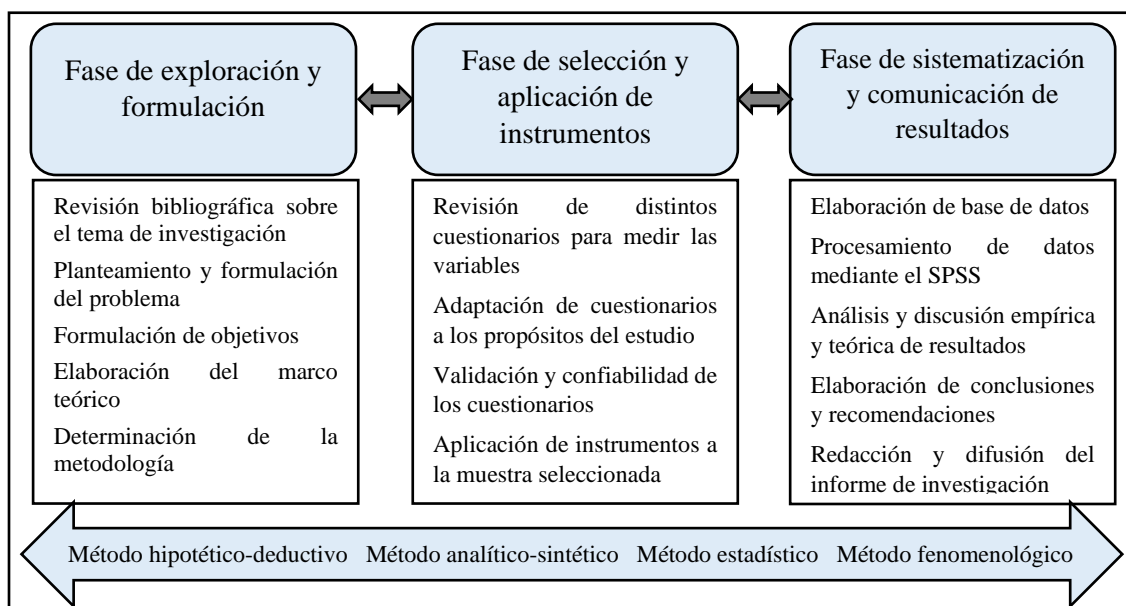 Fase de exploración y
formulación
Fase de selección y
aplicación de
instrumentos
Fase de sistematización
y comunicación de
resultados
Revisión bibliográfica sobre
el tema de investigación
Planteamiento y formulación
del problema
Formulación de objetivos
Elaboración del marco
teórico
Determinación de la
metodología
Revisión de distintos
cuestionarios para medir las
variables
Adaptación de cuestionarios
a los propósitos del estudio
Validación y confiabilidad de
los cuestionarios
Aplicación de instrumentos a
la muestra seleccionada
Elaboración de base de datos
Procesamiento de datos
mediante el SPSS
Análisis y discusión empírica
y teórica de resultados
Elaboración de conclusiones
y recomendaciones
Redacción y difusión del
informe de investigación
Método hipotético-deductivo Método analítico-sintético Método estadístico Método fenomenológico